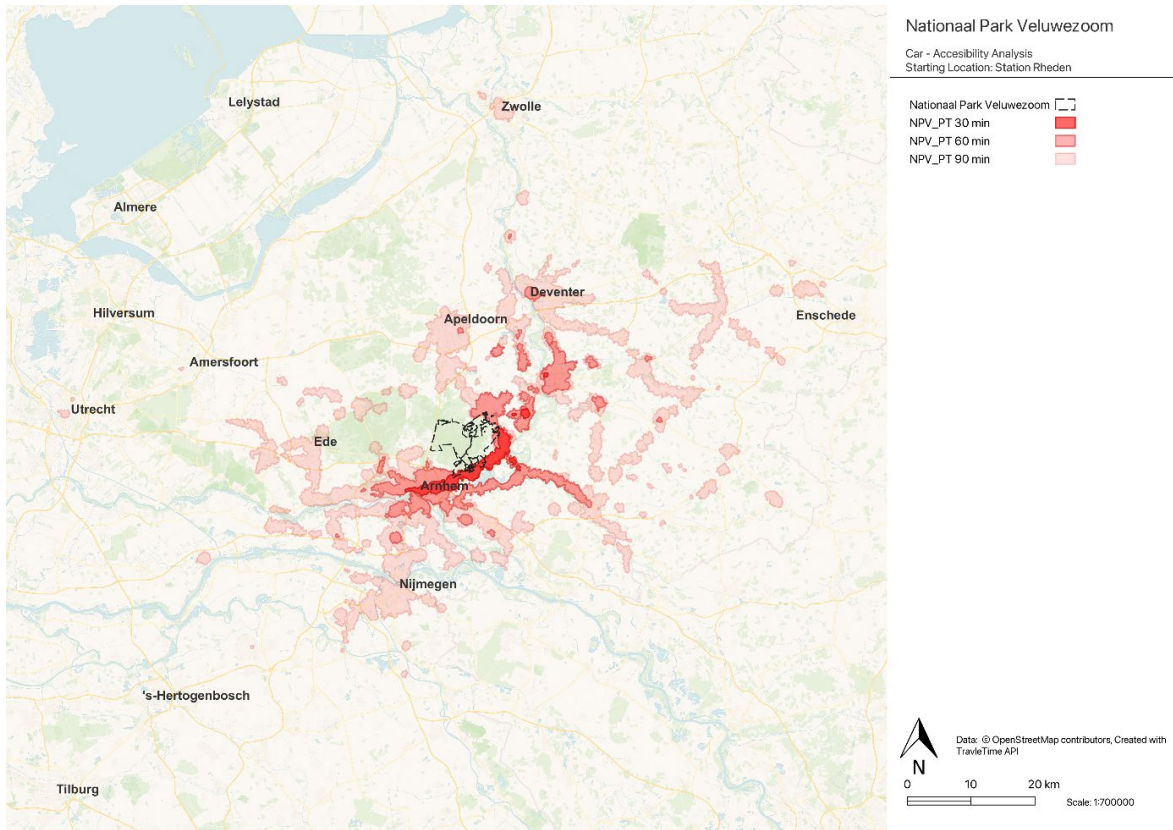 Nationaal Park Veluwezoom
Car - Accesibility Analysis
Starting Location: Station Rheden
Nationaal Park Veluwezoom
NPV_PT 30 min
NPV_PT 60 min
NPV_PT 90 min
Lelystad
Zwolle
Almere
Deventer
Hilversum
Apeldoorn
Enschede
Amersfoort
Utrecht
Ede
Arnhem
Nijmegen
's-Hertogenbosch
Tilburg
N
Data: © OpenStreetMap contributors, Created with
TravleTime API
0 10 20 km
Scale: 1:700000